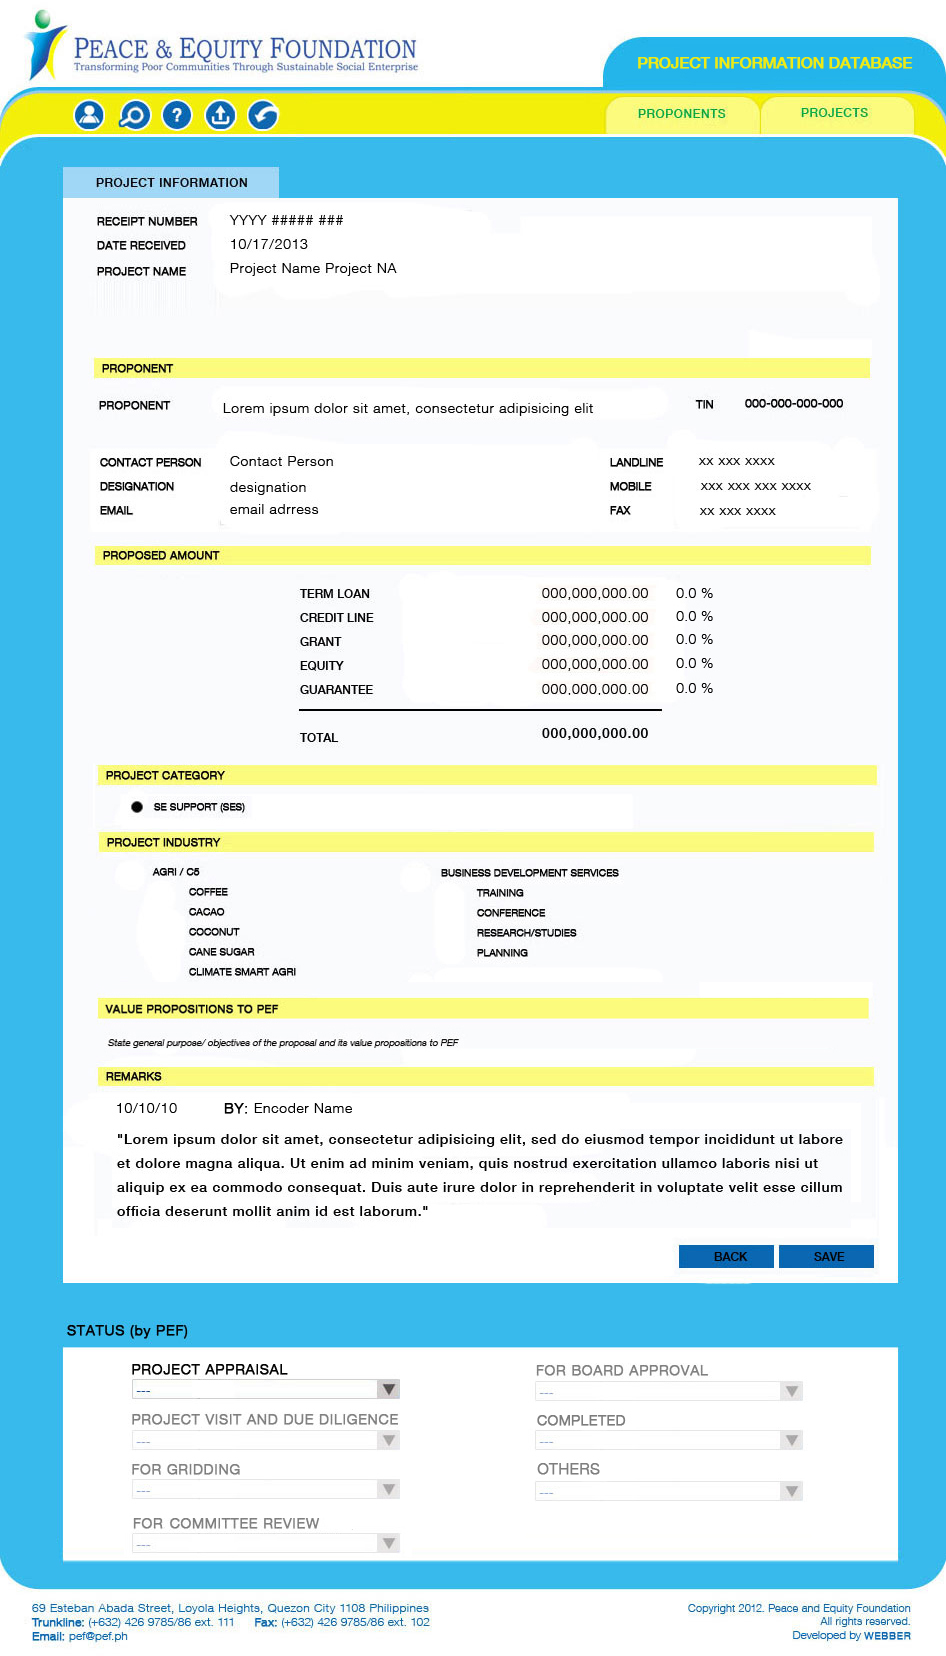 PEACE & EQUITY FOUNDATION
Transforming Poor Communities Through Sustainable Social Enterprise
PROJECT INFORMATION DATABASE
?
PROPONENTS PROJECTS
PROJECT INFORMATION
RECEIPT NUMBER YYYY ##### ###
DATE RECEIVED 10/17/2013
PROJECT NAME Project Name Project NA
PROPONENT
PROPONENT Lorem ipsum dolor sit amet, consectetur adipisicing elit TIN 000-000-000-000
CONTACT PERSON Contact Person LANDLINE xx xxx xxxx
DESIGNATION designation MOBILE xxx xxx xxx xxxx
EMAIL email adrress FAX xx xxx xxxx
PROPOSED AMOUNT
TERM LOAN 000,000,000.00 0.0 %
CREDIT LINE 000,000,000.00 0.0 %
GRANT 000,000,000.00 0.0 %
EQUITY 000,000,000.00 0.0 %
GUARANTEE 000,000,000.00 0.0 %
TOTAL 000,000,000.00
PROJECT CATEGORY
SE SUPPORT (SES)
PROJECT INDUSTRY
AGRI / C5 BUSINESS DEVELOPMENT SERVICES
COFFEE TRAINING
CACAO CONFERENCE
COCONUT RESEARCH/STUDIES
CANE SUGAR PLANNING
CLIMATE SMART AGRI
VALUE PROPOSITIONS TO PEF
State general purpose/ objectives of the proposal and its value propositions to PEF
REMARKS
10/10/10 BY: Encoder Name
"Lorem ipsum dolor sit amet, consectetur adipisicing elit, sed do eiusmod tempor incididunt ut labore
et dolore magna aliqua. Ut enim ad minim veniam, quis nostrud exercitation ullamco laboris nisi ut
aliquip ex ea commodo consequat. Duis aute irure dolor in reprehenderit in voluptate velit esse cillum
officia deserunt mollit anim id est laborum."
BACK SAVE
STATUS (by PEF)
PROJECT APPRAISAL FOR BOARD APPROVAL
--- ---
PROJECT VISIT AND DUE DILIGENCE COMPLETED
--- ---
FOR GRIDDING OTHERS
--- ---
FOR COMMITTEE REVIEW
---
69 Esteban Abada Street, Loyola Heights, Quezon City 1108 Philippines Copyright 2012. Peace and Equity Foundation
Trunkline: (+632) 426 9785/86 ext. 111 Fax: (+632) 426 9785/86 ext. 102 All rights reserved.
Email: pef@pef.ph Developed by WEBBER